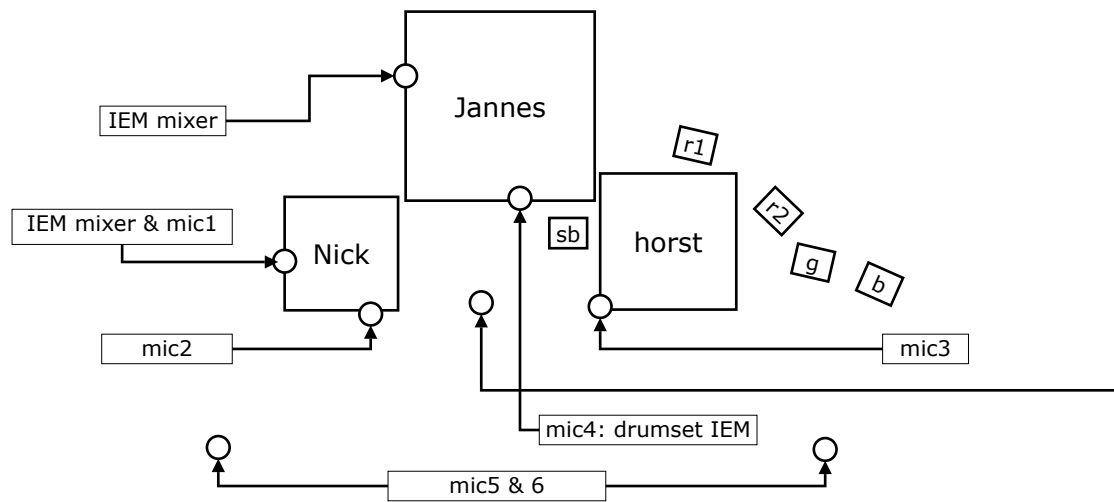 Jannes
r1
IEM mixer
r2
IEM mixer & mic1
sb
horst
Nick
g
b
mic2
mic3
mic4: drumset IEM
mic5 & 6